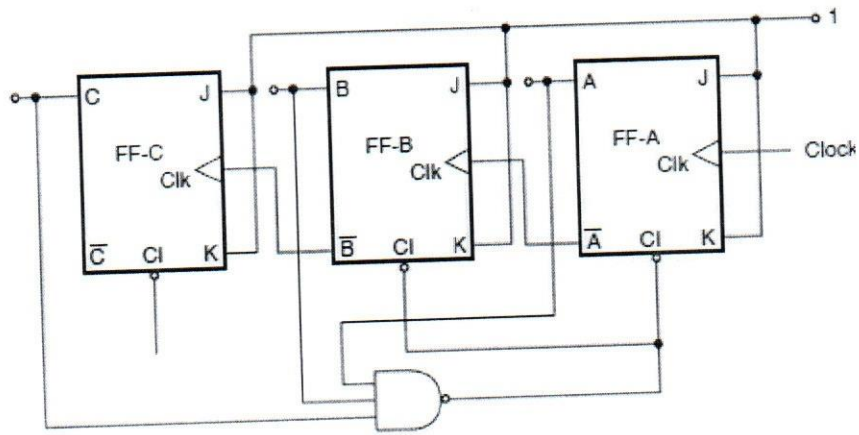 1
C J B J A J
FF-C FF-B FF-A
Clk Clk Clk Clock
C̅ Cl K B̅ Cl K A̅ Cl K